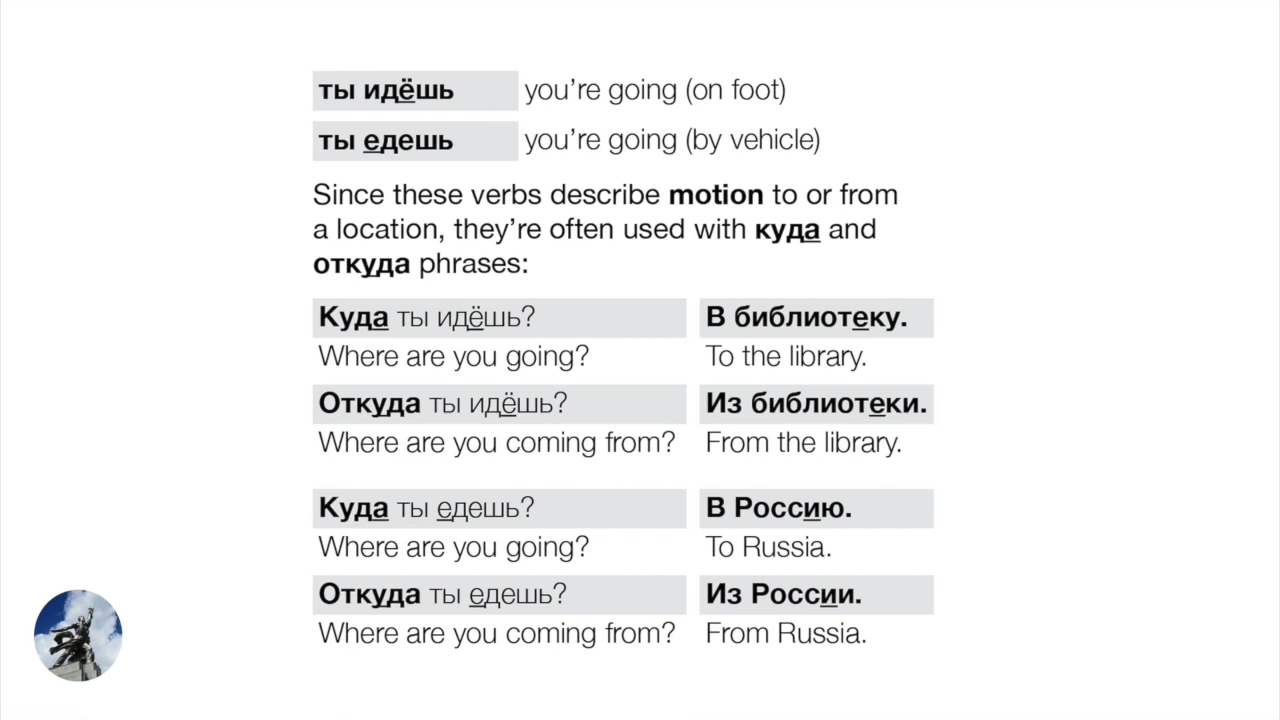 ты идёшь you’re going (on foot)
ты едешь you’re going (by vehicle)
Since these verbs describe motion to or from
a location, they’re often used with куда and
откуда phrases:
Куда ты идёшь? В библиотеку.
Where are you going? To the library.
Откуда ты идёшь? Из библиотеки.
Where are you coming from? From the library.
Куда ты едешь? В Россию.
Where are you going? To Russia.
Откуда ты едешь? Из России.
Where are you coming from? From Russia.